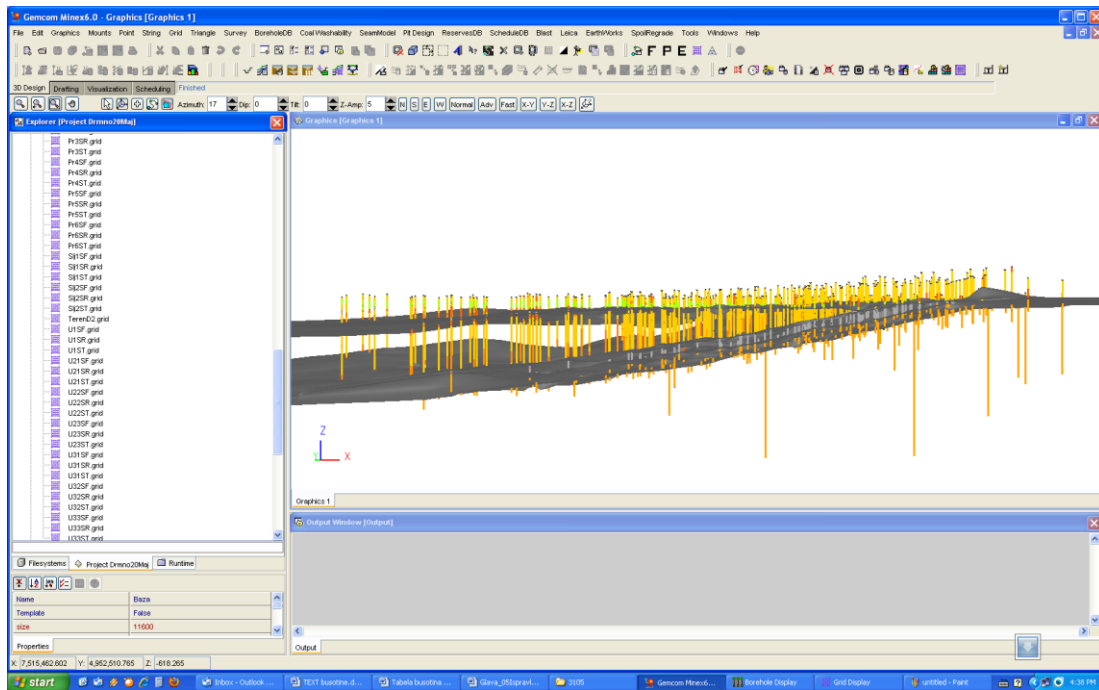 Gemcom Minex6.0 - Graphics [Graphics 1]
File Edit Graphics Mounts Point String Grid Triangle Survey BoreholeDB Coal Washability SeamModel Pit Design ReservesDB ScheduleDB Blast Leica EarthWorks SpoilRegrade Tools Windows Help
F P E
3D Design Drafting Visualization Scheduling Finished
Azimuth: 17 Dip: 0 Tilt: 0 Z-Amp: 5 N S E W Normal Adv Fast X-Y Y-Z X-Z
Explorer [Project Drmno20Maj]
Graphics [Graphics 1]
Pr3SR.grid
Pr3ST.grid
Pr4SF.grid
Pr4SR.grid
Pr4ST.grid
Pr5SF.grid
Pr5SR.grid
Pr5ST.grid
Pr6SF.grid
Pr6SR.grid
Pr6ST.grid
Slj1SF.grid
Slj1SR.grid
Slj1ST.grid
Slj2SF.grid
Slj2SR.grid
Slj2ST.grid
TerenD2.grid
U1SF.grid
U1SR.grid
U1ST.grid
U21SF.grid
U21SR.grid
U21ST.grid
U22SF.grid
U22SR.grid
U22ST.grid
U23SF.grid
U23SR.grid
U23ST.grid
U31SF.grid
U31SR.grid
U31ST.grid
U32SF.grid
U32SR.grid
U32ST.grid
U33SF.grid
U33SR.grid
U33ST.grid
Z
Y X
Graphics 1
Output Window [Output]
Filesystems Project Drmno20Maj Runtime
Name Baza
Template False
size 11600
Properties
Output
X: 7,515,462.602 Y: 4,952,510.765 Z: -618.265
start Inbox - Outlook ... TEXT busotine.d... Tabela busotina ... Glava_05Ispravl... 3105 Gemcom Minex6... Borehole Display Grid Display untitled - Paint 4:38 PM